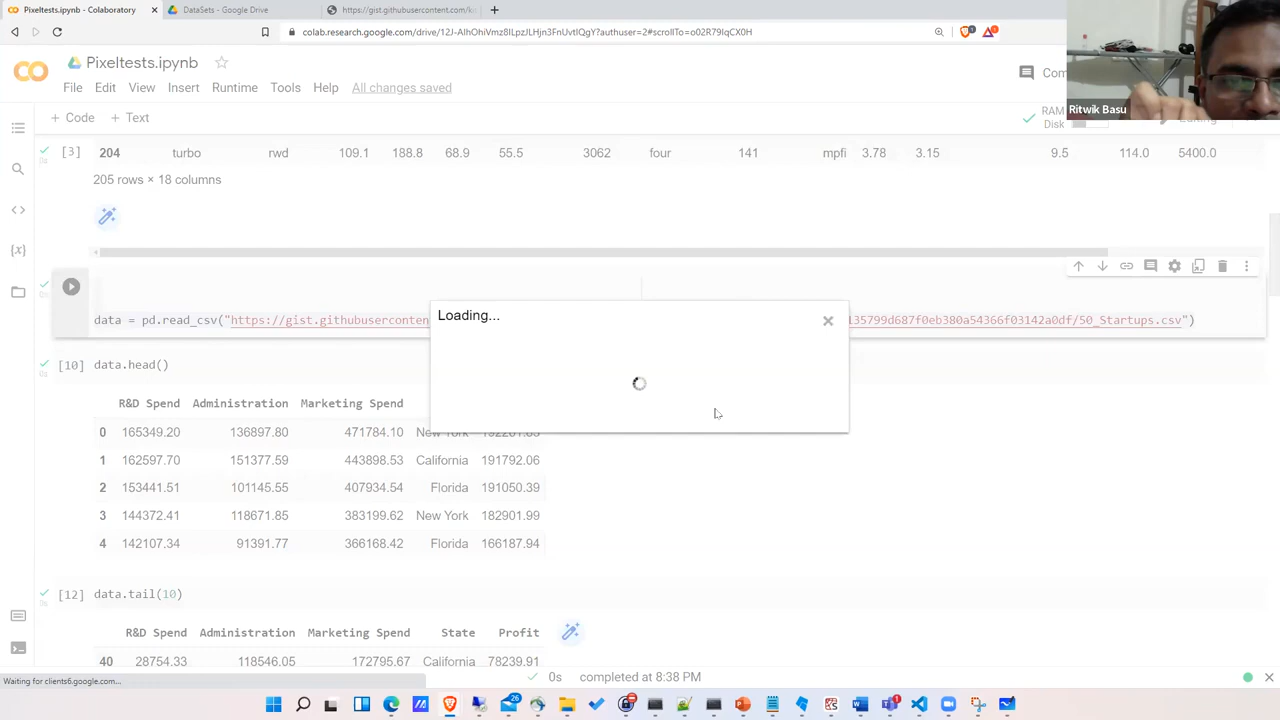 Pixeltests.ipynb - Colaboratory
DataSets - Google Drive
https://gist.githubusercontent.com/k
colab.research.google.com/drive/12J-AlhOhiVmz8ILpzJLHjn3FnUvtIQgY?authuser=2#scrollTo=o02R79IqCX0H
Pixeltests.ipynb
File Edit View Insert Runtime Tools Help All changes saved
Ritwik Basu
+ Code + Text
RAM
Disk
[3] 204 turbo rwd 109.1 188.8 68.9 55.5 3062 four 141 mpfi 3.78 3.15 9.5 114.0 5400.0
205 rows × 18 columns
Loading...
data = pd.read_csv("https://gist.githubuserconten 135799d687f0eb380a54366f03142a0df/50_Startups.csv")
[10] data.head()
R&D Spend Administration Marketing Spend
0 165349.20 136897.80 471784.10 New York 192261.83
1 162597.70 151377.59 443898.53 California 191792.06
2 153441.51 101145.55 407934.54 Florida 191050.39
3 144372.41 118671.85 383199.62 New York 182901.99
4 142107.34 91391.77 366168.42 Florida 166187.94
[12] data.tail(10)
R&D Spend Administration Marketing Spend State Profit
40 28754.33 118546.05 172795.67 California 78239.91
Waiting for clients6.google.com...
0s completed at 8:38 PM
26
1